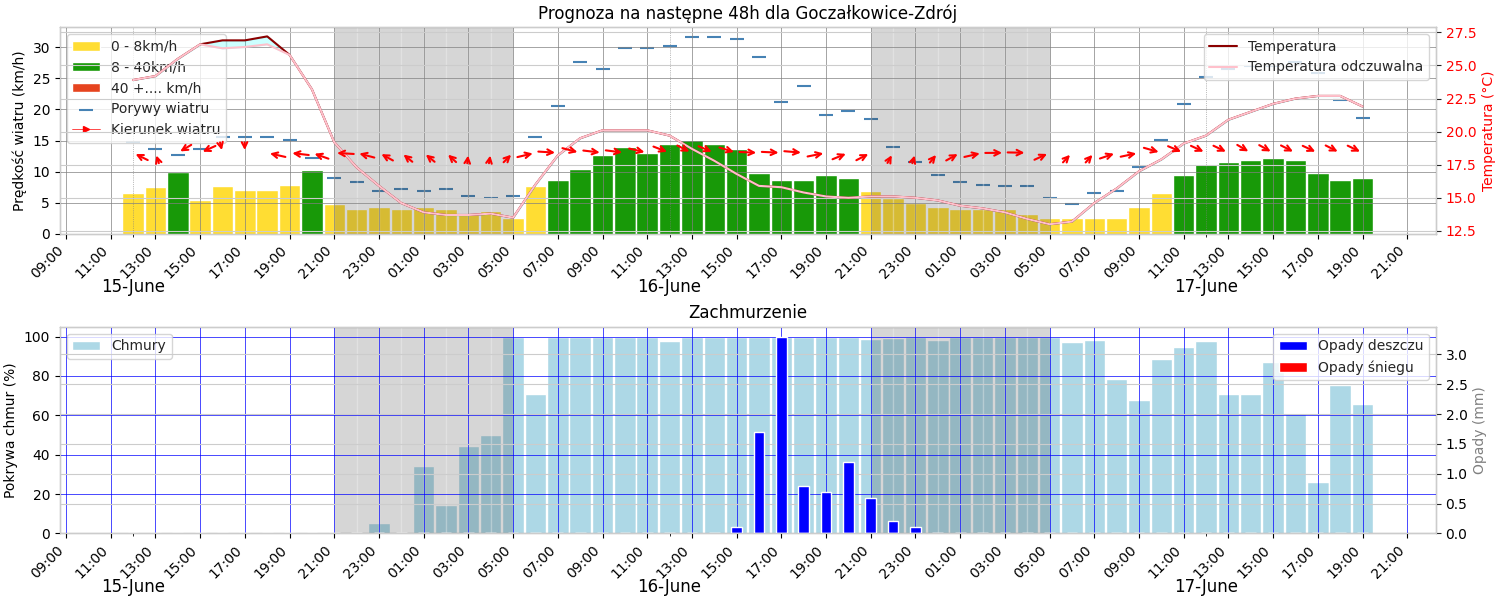 Prognoza na następne 48h dla Goczałkowice-Zdrój
Prędkość wiatru (km/h)
30
25
20
15
10
5
0
0 - 8km/h
8 - 40km/h
40 +.... km/h
Porywy wiatru
Kierunek wiatru
Temperatura
Temperatura odczuwalna
27.5
25.0
22.5
20.0
17.5
15.0
12.5
Temperatura (°C)
09:00 11:00 13:00 15:00 17:00 19:00 21:00 23:00 01:00 03:00 05:00 07:00 09:00 11:00 13:00 15:00 17:00 19:00 21:00 23:00 01:00 03:00 05:00 07:00 09:00 11:00 13:00 15:00 17:00 19:00 21:00
15-June 16-June 17-June
Zachmurzenie
Pokrywa chmur (%)
100
80
60
40
20
0
Chmury
Opady deszczu
Opady śniegu
3.0
2.5
2.0
1.5
1.0
0.5
0.0
Opady (mm)
09:00 11:00 13:00 15:00 17:00 19:00 21:00 23:00 01:00 03:00 05:00 07:00 09:00 11:00 13:00 15:00 17:00 19:00 21:00 23:00 01:00 03:00 05:00 07:00 09:00 11:00 13:00 15:00 17:00 19:00 21:00
15-June 16-June 17-June